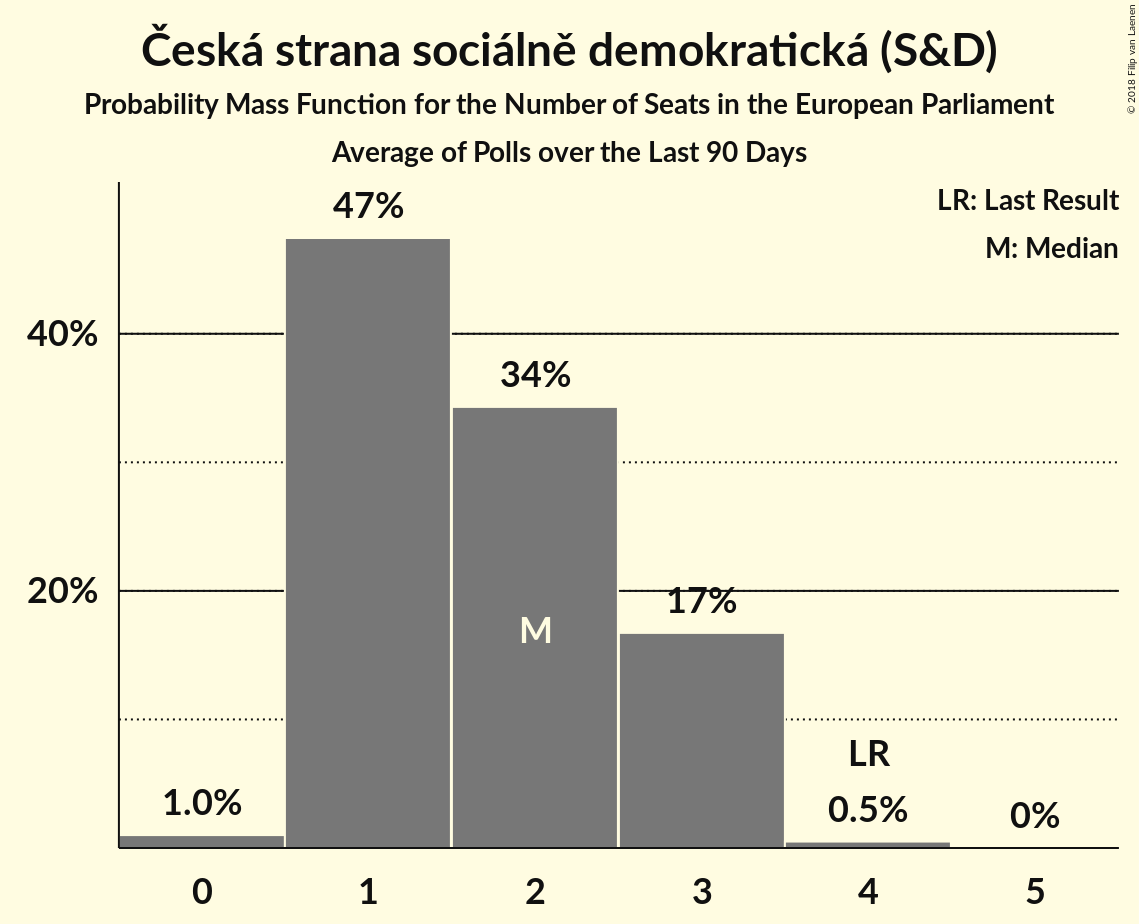 Česká strana sociálně demokratická (S&D)
Probability Mass Function for the Number of Seats in the European Parliament
Average of Polls over the Last 90 Days
© 2018 Filip van Laenen
LR: Last Result
M: Median
47%
40%
34%
20%
17%
M
LR
1.0%
0.5%
0%
0 1 2 3 4 5